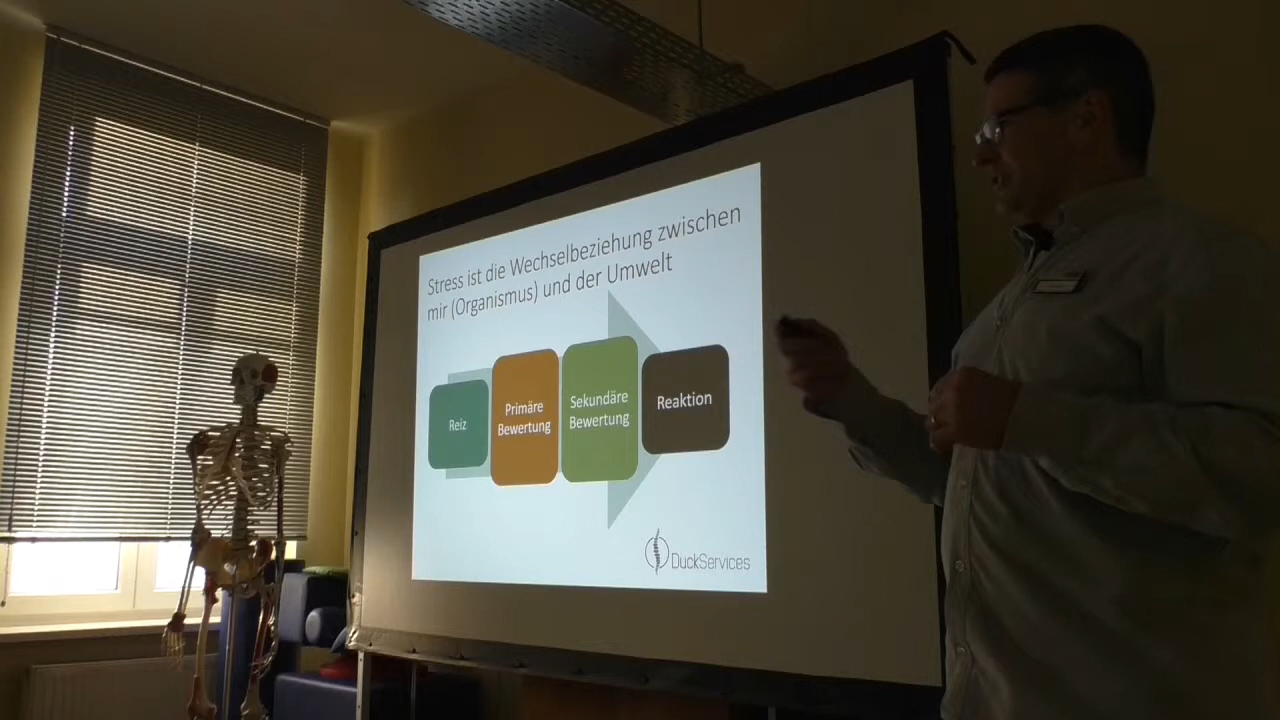 Stress ist die Wechselbeziehung zwischen
mir (Organismus) und der Umwelt
Reiz
Primäre
Bewertung
Sekundäre
Bewertung
Reaktion
DuckServices